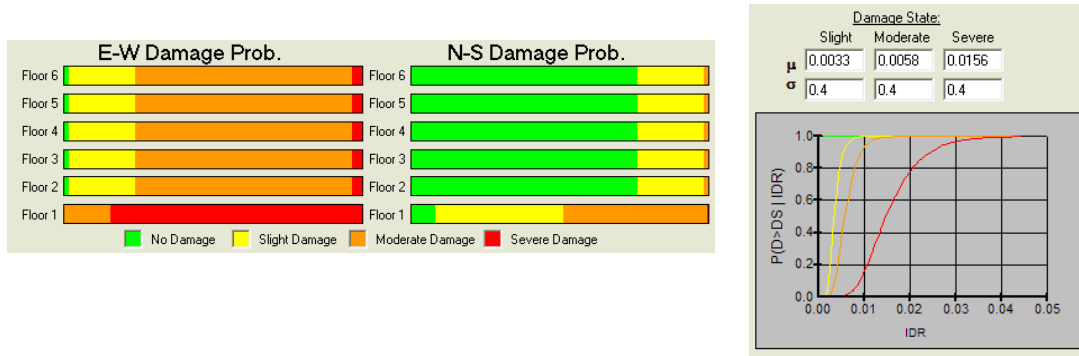 E-W Damage Prob.
Floor 6
Floor 5
Floor 4
Floor 3
Floor 2
Floor 1
N-S Damage Prob.
Floor 6
Floor 5
Floor 4
Floor 3
Floor 2
Floor 1
No Damage Slight Damage Moderate Damage Severe Damage
Damage State:
Slight Moderate Severe
μ 0.0033 0.0058 0.0156
σ 0.4 0.4 0.4
P(D>DS | IDR)
1.0
0.8
0.6
0.4
0.2
0.0
0.00 0.01 0.02 0.03 0.04 0.05
IDR